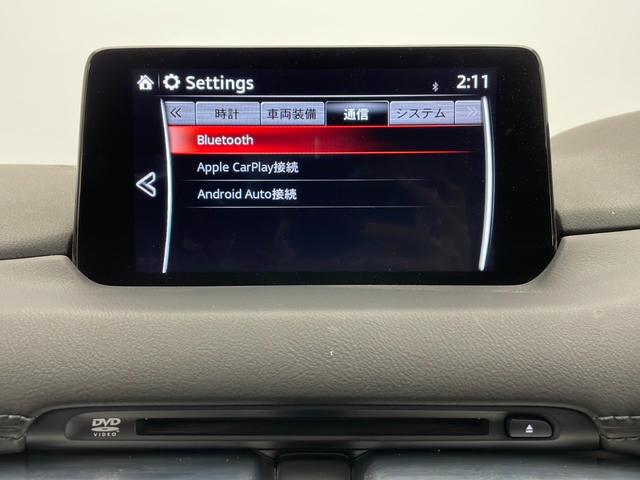 Settings 2:11
時計 車両装備 通信 システム
Bluetooth
Apple CarPlay接続
Android Auto接続
DVD
VIDEO